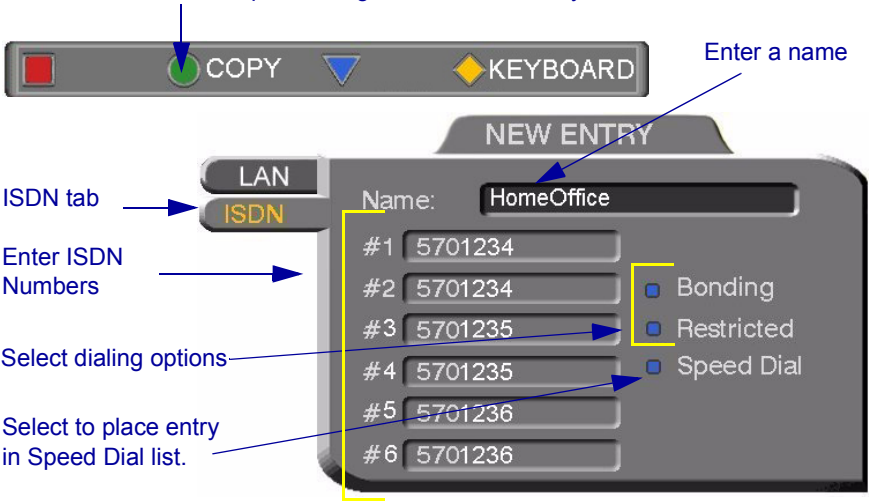 COPY
KEYBOARD
Enter a name
NEW ENTRY
LAN
ISDN
ISDN tab
Name: HomeOffice
Enter ISDN
Numbers
#1 5701234
#2 5701234
#3 5701235
#4 5701235
#5 5701236
#6 5701236
Bonding
Restricted
Speed Dial
Select dialing options
Select to place entry
in Speed Dial list.